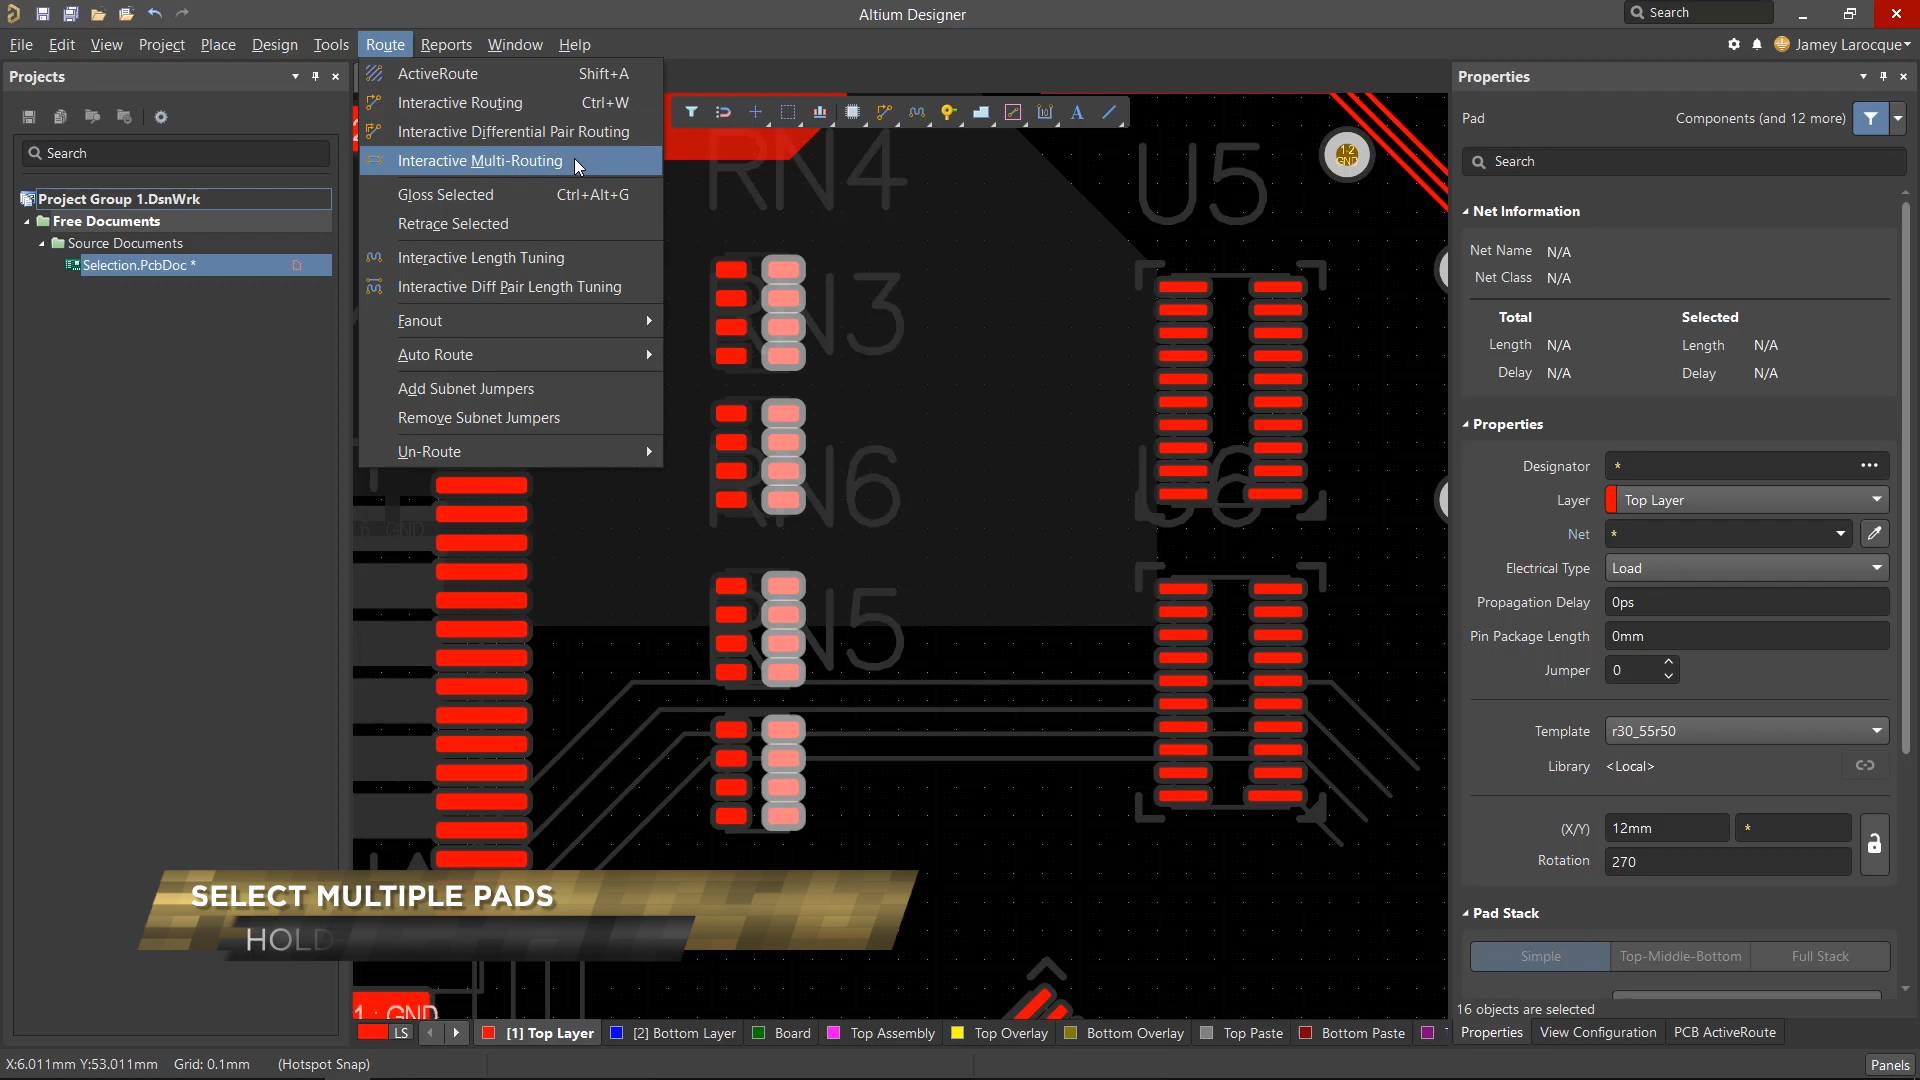 Altium Designer
Search
File Edit View Project Place Design Tools Route Reports Window Help
Jamey Larocque
Projects
Search
Project Group 1.DsnWrk
Free Documents
Source Documents
Selection.PcbDoc *
ActiveRoute Shift+A
Interactive Routing Ctrl+W
Interactive Differential Pair Routing
Interactive Multi-Routing
Gloss Selected Ctrl+Alt+G
Retrace Selected
Interactive Length Tuning
Interactive Diff Pair Length Tuning
Fanout
Auto Route
Add Subnet Jumpers
Remove Subnet Jumpers
Un-Route
RN4
RN3
RN6
RN5
U5
U6
1-2
GND
GND
1 : GND
SELECT MULTIPLE PADS
HOLD
Properties
Pad Components (and 12 more)
Search
Net Information
Net Name N/A
Net Class N/A
Total Selected
Length N/A Length N/A
Delay N/A Delay N/A
Properties
Designator *
Layer Top Layer
Net *
Electrical Type Load
Propagation Delay 0ps
Pin Package Length 0mm
Jumper 0
Template r30_55r50
Library <Local>
(X/Y) 12mm *
Rotation 270
Pad Stack
Simple Top-Middle-Bottom Full Stack
16 objects are selected
LS [1] Top Layer [2] Bottom Layer Board Top Assembly Top Overlay Bottom Overlay Top Paste Bottom Paste
Properties View Configuration PCB ActiveRoute
X:6.011mm Y:53.011mm Grid: 0.1mm (Hotspot Snap)
Panels